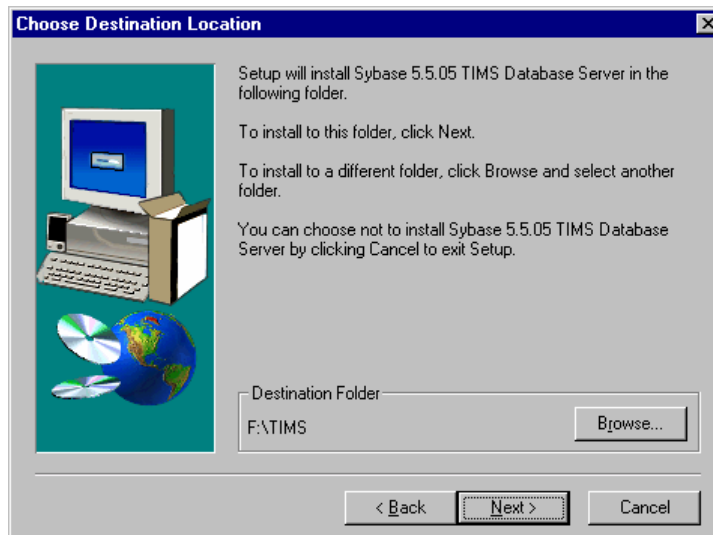 Choose Destination Location
Setup will install Sybase 5.5.05 TIMS Database Server in the
following folder.
To install to this folder, click Next.
To install to a different folder, click Browse and select another
folder.
You can choose not to install Sybase 5.5.05 TIMS Database
Server by clicking Cancel to exit Setup.
Destination Folder
F:\TIMS
Browse...
< Back
Next >
Cancel